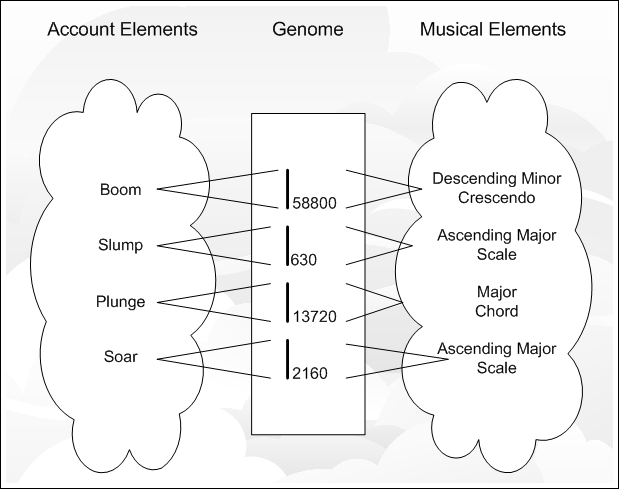 Account Elements
Genome
Musical Elements
Boom
58800
Descending Minor
Crescendo
Slump
630
Ascending Major
Scale
Plunge
13720
Major
Chord
Soar
2160
Ascending Major
Scale